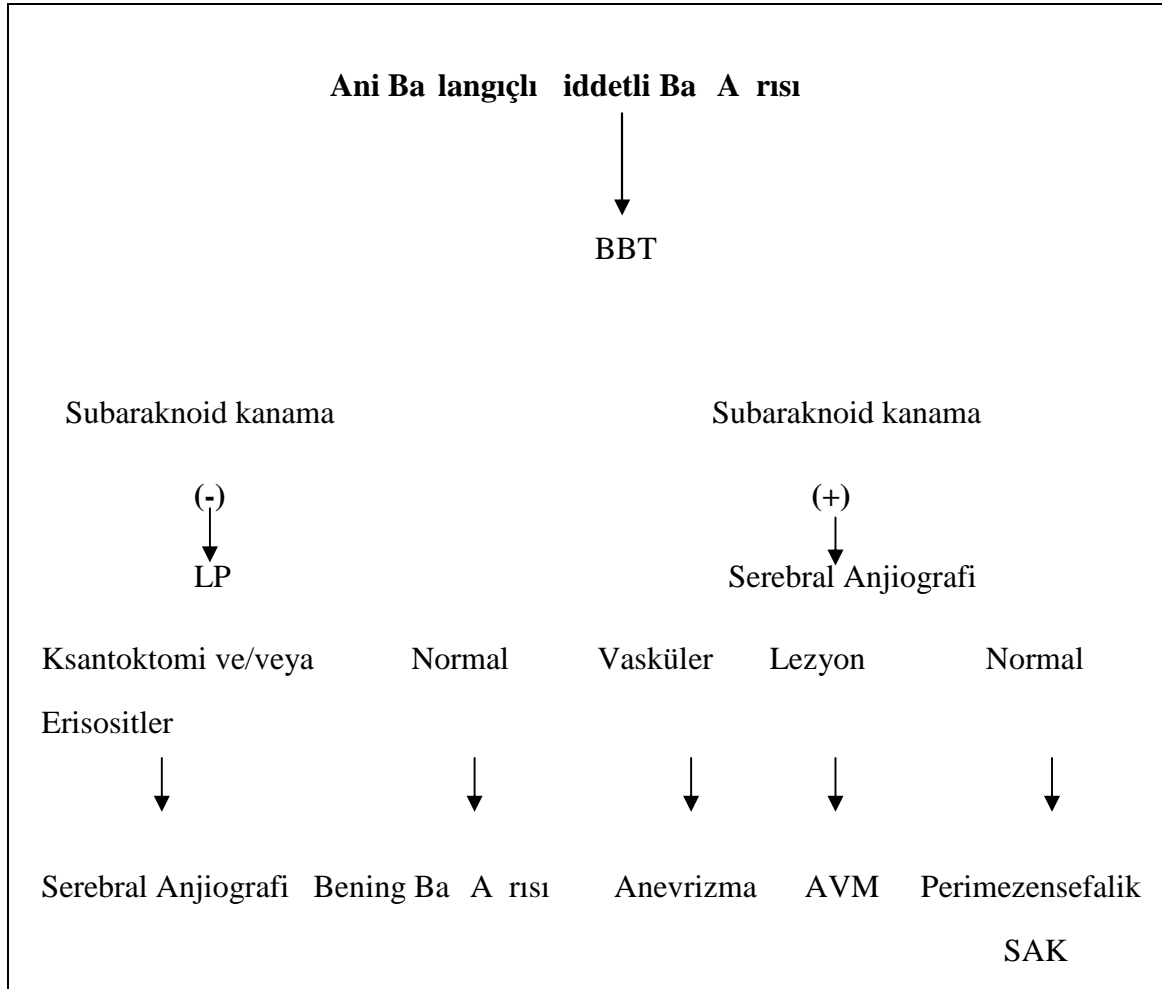 Ani Ba langıçlı iddetli Ba A rısı
BBT
Subaraknoid kanama Subaraknoid kanama
(-) (+)
LP Serebral Anjiografi
Ksantoktomi ve/veya Normal Vasküler Lezyon Normal
Erisositler
Serebral Anjiografi Bening Ba A rısı Anevrizma AVM Perimezensefalik
SAK